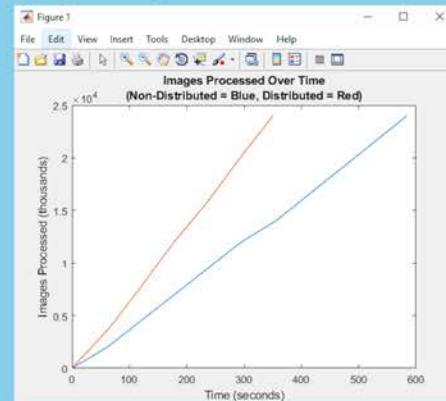 Figure 1
File Edit View Insert Tools Desktop Window Help
Images Processed Over Time
(Non-Distributed = Blue, Distributed = Red)
×10⁴
2.5
2
1.5
1
0.5
0
Images Processed (thousands)
0 100 200 300 400 500 600
Time (seconds)